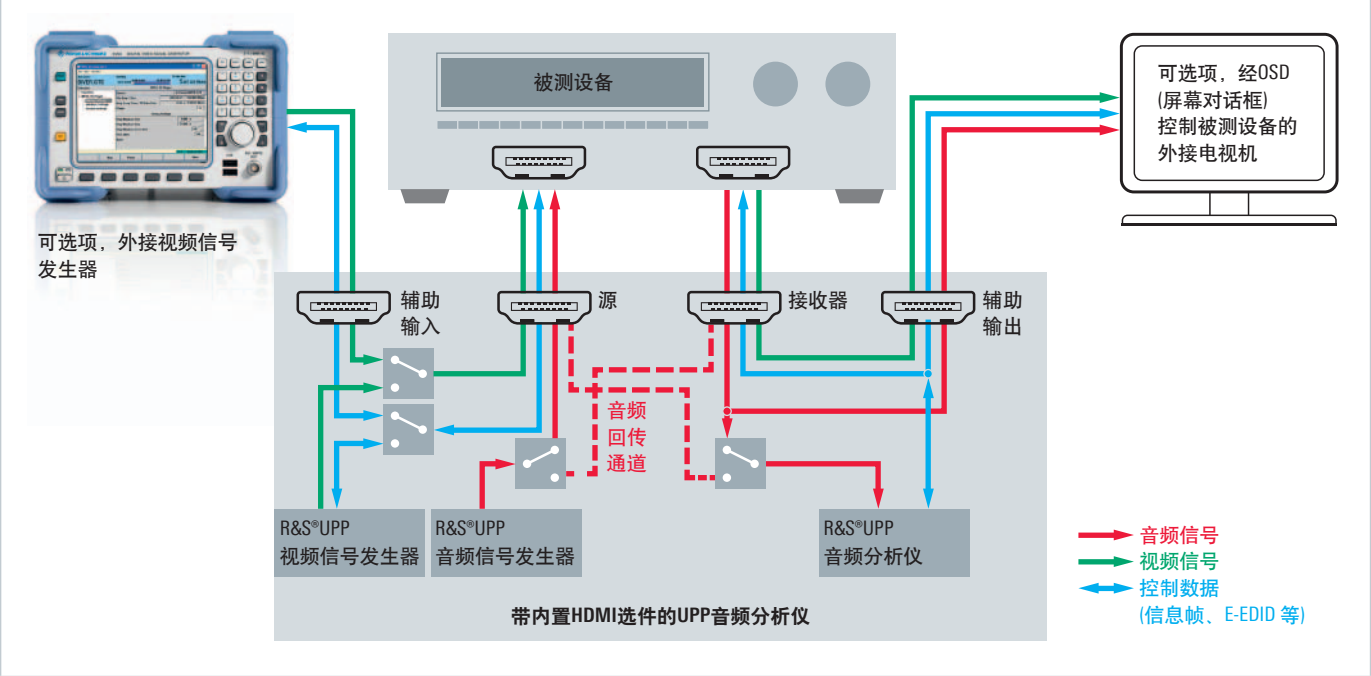 被测设备
可选项，经OSD
(屏幕对话框)
控制被测设备的
外接电视机
可选项，外接视频信号
发生器
辅助
输入
源
接收器
辅助
输出
音频
回传
通道
R&S®UPP
视频信号发生器
R&S®UPP
音频信号发生器
R&S®UPP
音频分析仪
带内置HDMI选件的UPP音频分析仪
音频信号
视频信号
控制数据
(信息帧、E-EDID 等)